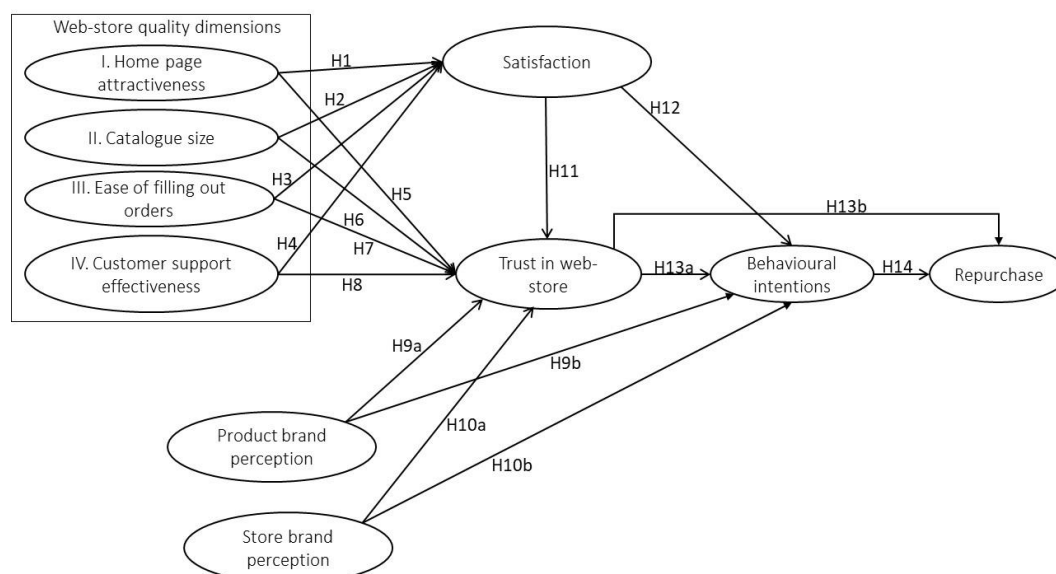 Web-store quality dimensions
I. Home page
attractiveness
II. Catalogue size
III. Ease of filling out
orders
IV. Customer support
effectiveness
H1
H2
H3
H4
H5
H6
H7
H8
Satisfaction
H11
H12
Trust in web-
store
H13a
H13b
Behavioural
intentions
H14
Repurchase
H9a
H9b
H10a
H10b
Product brand
perception
Store brand
perception